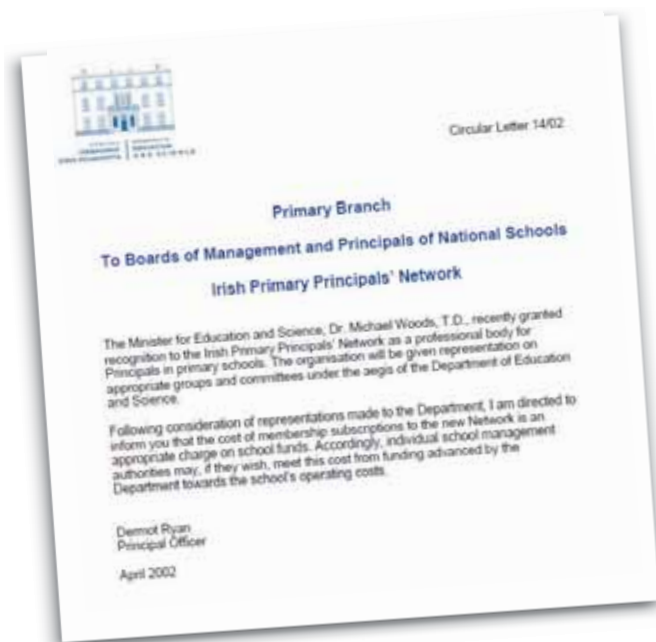 Circular Letter 14/02
Primary Branch
To Boards of Management and Principals of National Schools
Irish Primary Principals' Network
The Minister for Education and Science, Dr. Michael Woods, T.D., recently granted
recognition to the Irish Primary Principals' Network as a professional body for
Principals in primary schools. The organisation will be given representation on
appropriate groups and committees under the aegis of the Department of Education
and Science.
Following consideration of representations made to the Department, I am directed to
inform you that the cost of membership subscriptions to the new Network is an
appropriate charge on school funds. Accordingly, individual school management
authorities may, if they wish, meet this cost from funding advanced by the
Department towards the school's operating costs.
Dermot Ryan
Principal Officer
April 2002